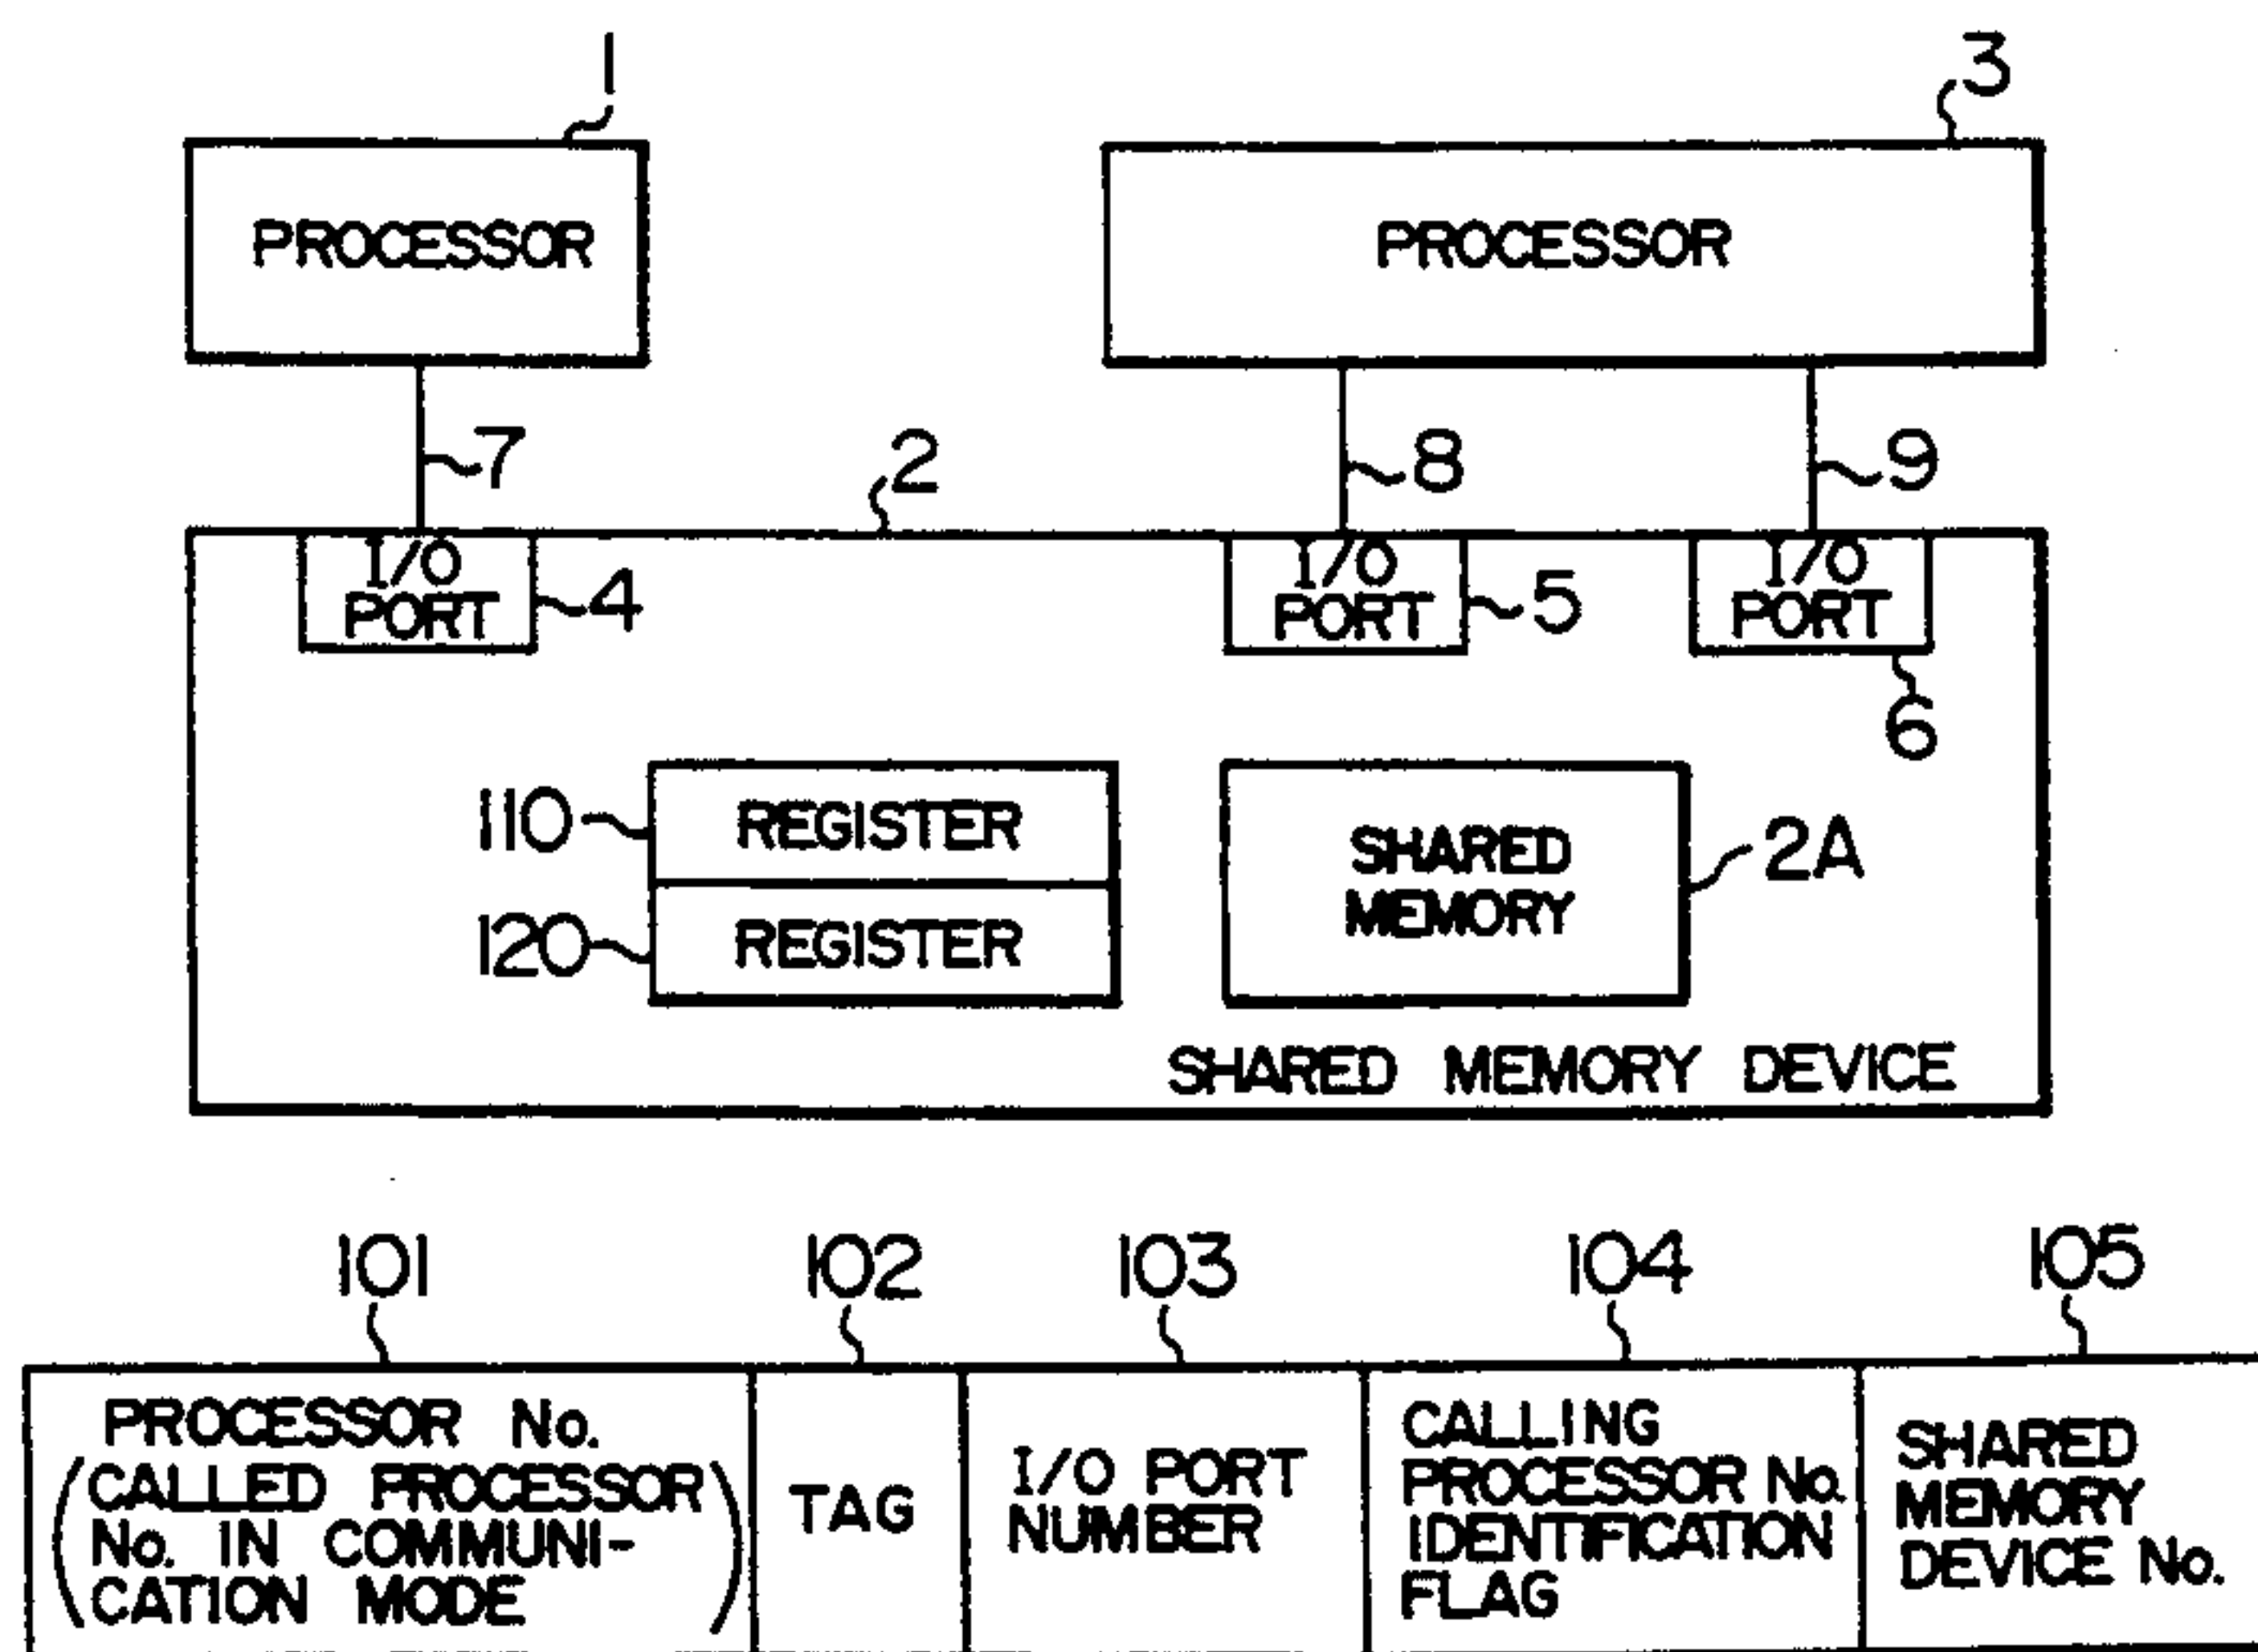 1
3
PROCESSOR
PROCESSOR
7
2
8
9
I/O
PORT
4
I/O
PORT
5
I/O
PORT
6
110
REGISTER
120
REGISTER
SHARED
MEMORY
2A
SHARED MEMORY DEVICE
101
102
103
104
105
PROCESSOR No.
(CALLED PROCESSOR
No. IN COMMUNI-
CATION MODE)
TAG
I/O PORT
NUMBER
CALLING
PROCESSOR No.
IDENTIFICATION
FLAG
SHARED
MEMORY
DEVICE No.